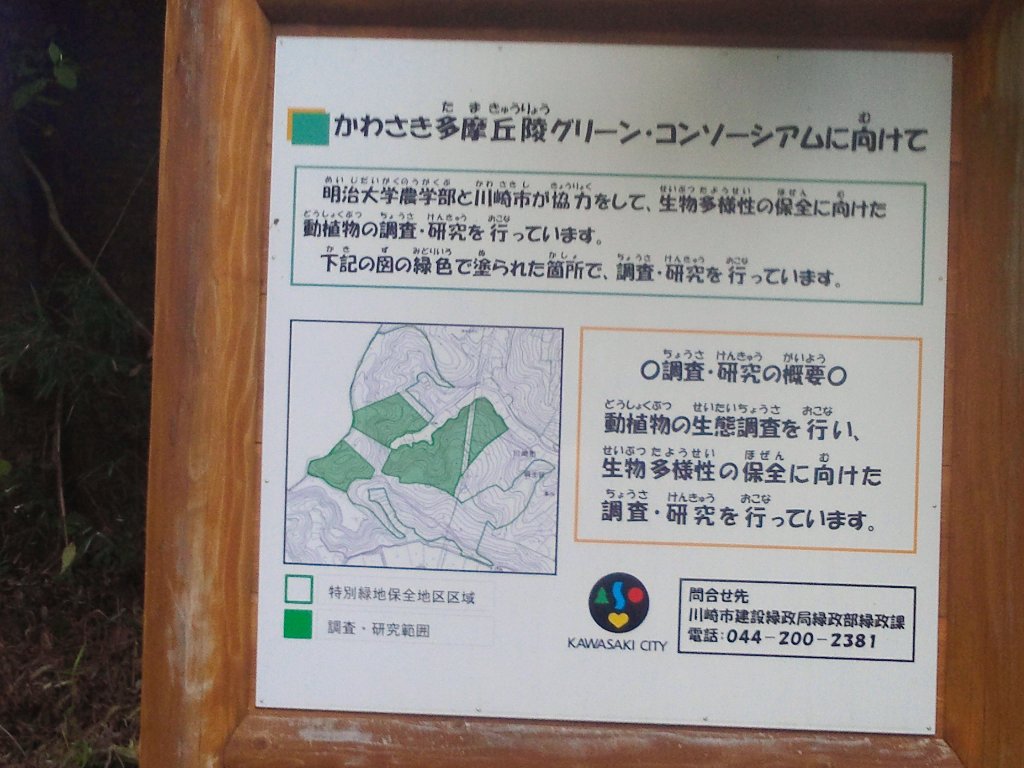 かわさき多摩丘陵グリーン・コンソーシアムに向けて
明治大学農学部と川崎市が協力をして、生物多様性の保全に向けた
動植物の調査・研究を行っています。
下記の図の緑色で塗られた箇所で、調査・研究を行っています。
○調査・研究の概要○
動植物の生態調査を行い、
生物多様性の保全に向けた
調査・研究を行っています。
特別緑地保全地区区域
調査・研究範囲
KAWASAKI CITY
問合せ先
川崎市建設緑政局緑政部緑政課
電話:044-200-2381